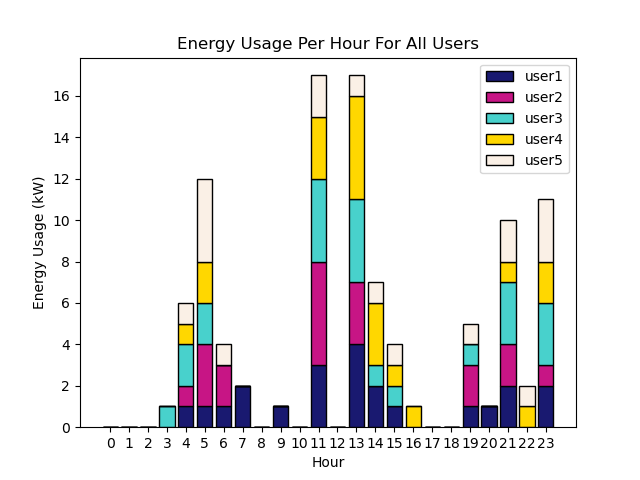 Energy Usage Per Hour For All Users
user1
user2
user3
user4
user5
Energy Usage (kW)
16
14
12
10
8
6
4
2
0
0 1 2 3 4 5 6 7 8 9 10 11 12 13 14 15 16 17 18 19 20 21 22 23
Hour